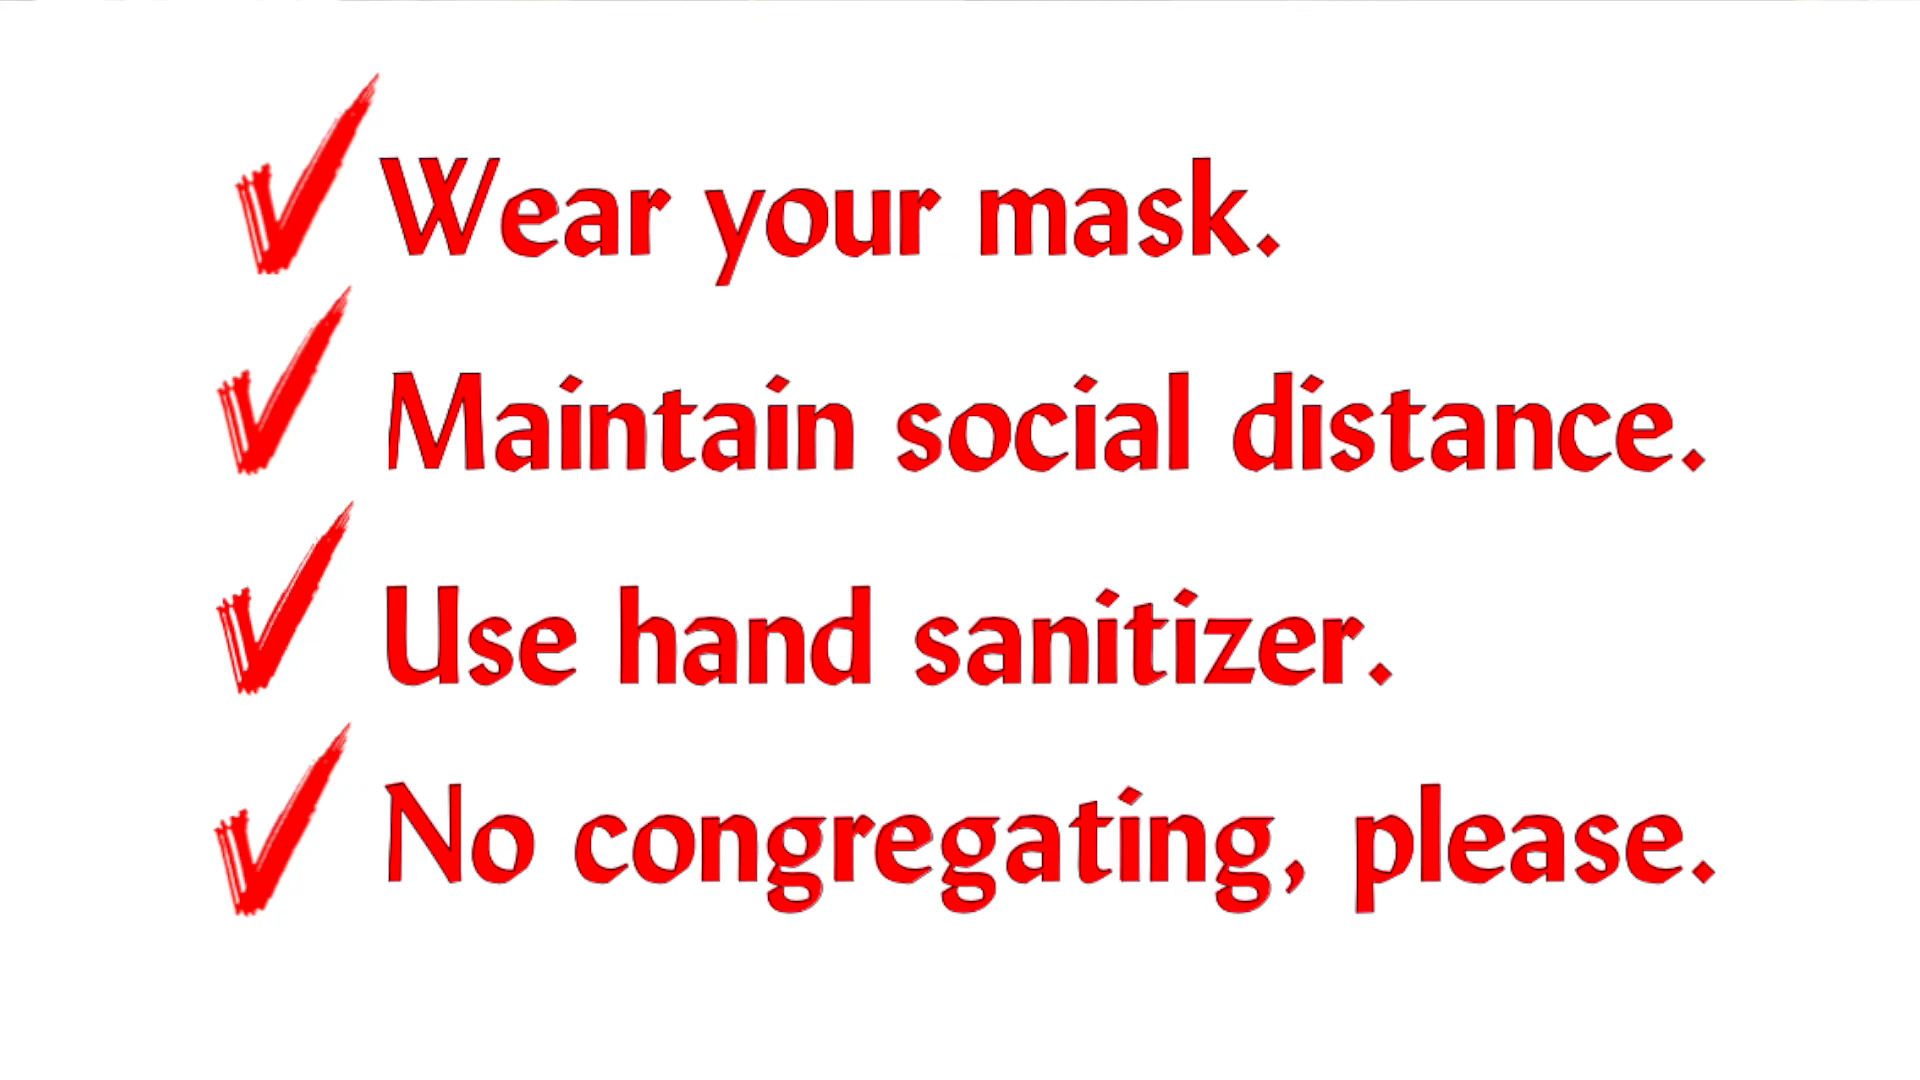 Wear your mask.
Maintain social distance.
Use hand sanitizer.
No congregating, please.